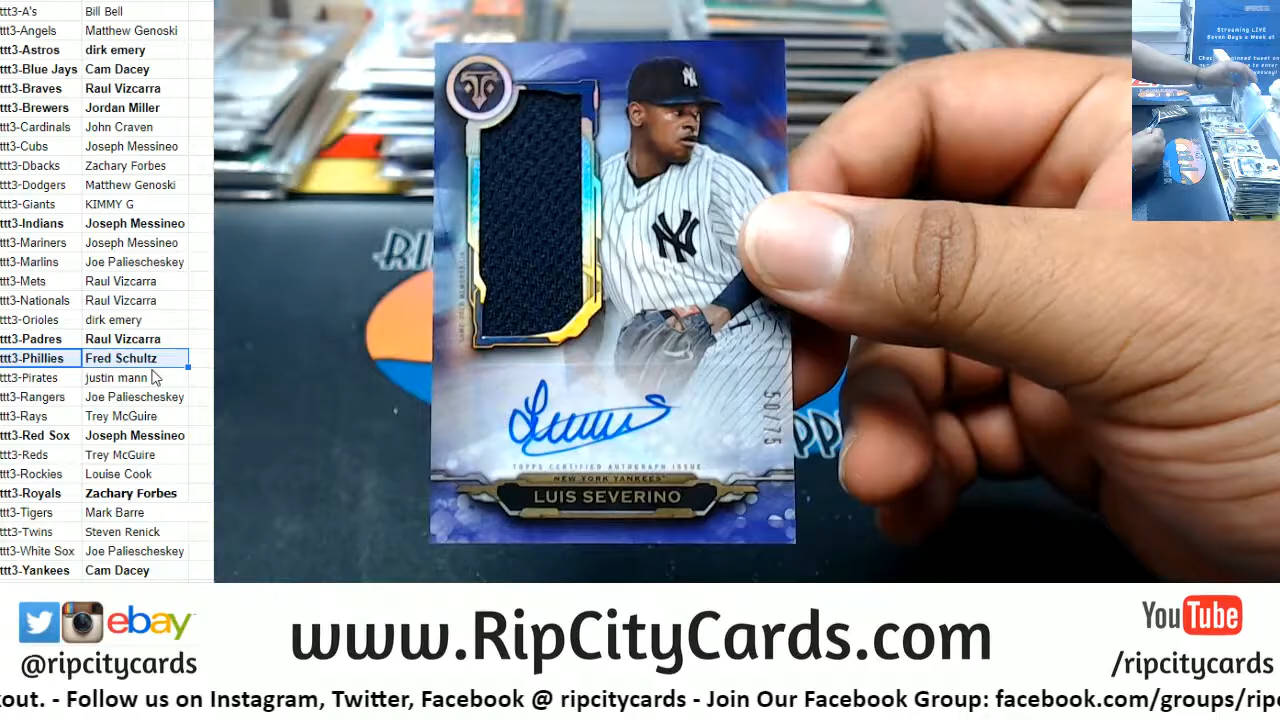 ttt3-A's Bill Bell
ttt3-Angels Matthew Genoski
ttt3-Astros dirk emery
ttt3-Blue Jays Cam Dacey
ttt3-Braves Raul Vizcarra
ttt3-Brewers Jordan Miller
ttt3-Cardinals John Craven
ttt3-Cubs Joseph Messineo
ttt3-Dbacks Zachary Forbes
ttt3-Dodgers Matthew Genoski
ttt3-Giants KIMMY G
ttt3-Indians Joseph Messineo
ttt3-Mariners Joseph Messineo
ttt3-Marlins Joe Paliescheskey
ttt3-Mets Raul Vizcarra
ttt3-Nationals Raul Vizcarra
ttt3-Orioles dirk emery
ttt3-Padres Raul Vizcarra
ttt3-Phillies Fred Schultz
ttt3-Pirates justin mann
ttt3-Rangers Joe Paliescheskey
ttt3-Rays Trey McGuire
ttt3-Red Sox Joseph Messineo
ttt3-Reds Trey McGuire
ttt3-Rockies Louise Cook
ttt3-Royals Zachary Forbes
ttt3-Tigers Mark Barre
ttt3-Twins Steven Renick
ttt3-White Sox Joe Paliescheskey
ttt3-Yankees Cam Dacey
NY
NY
50/75
TOPPS CERTIFIED AUTOGRAPH ISSUE
NEW YORK YANKEES
LUIS SEVERINO
RI
PP
Streaming LIVE
Seven Days a Week at
ebay
@ripcitycards
www.RipCityCards.com
YouTube
/ripcitycards
kout. - Follow us on Instagram, Twitter, Facebook @ ripcitycards - Join Our Facebook Group: facebook.com/groups/ripc